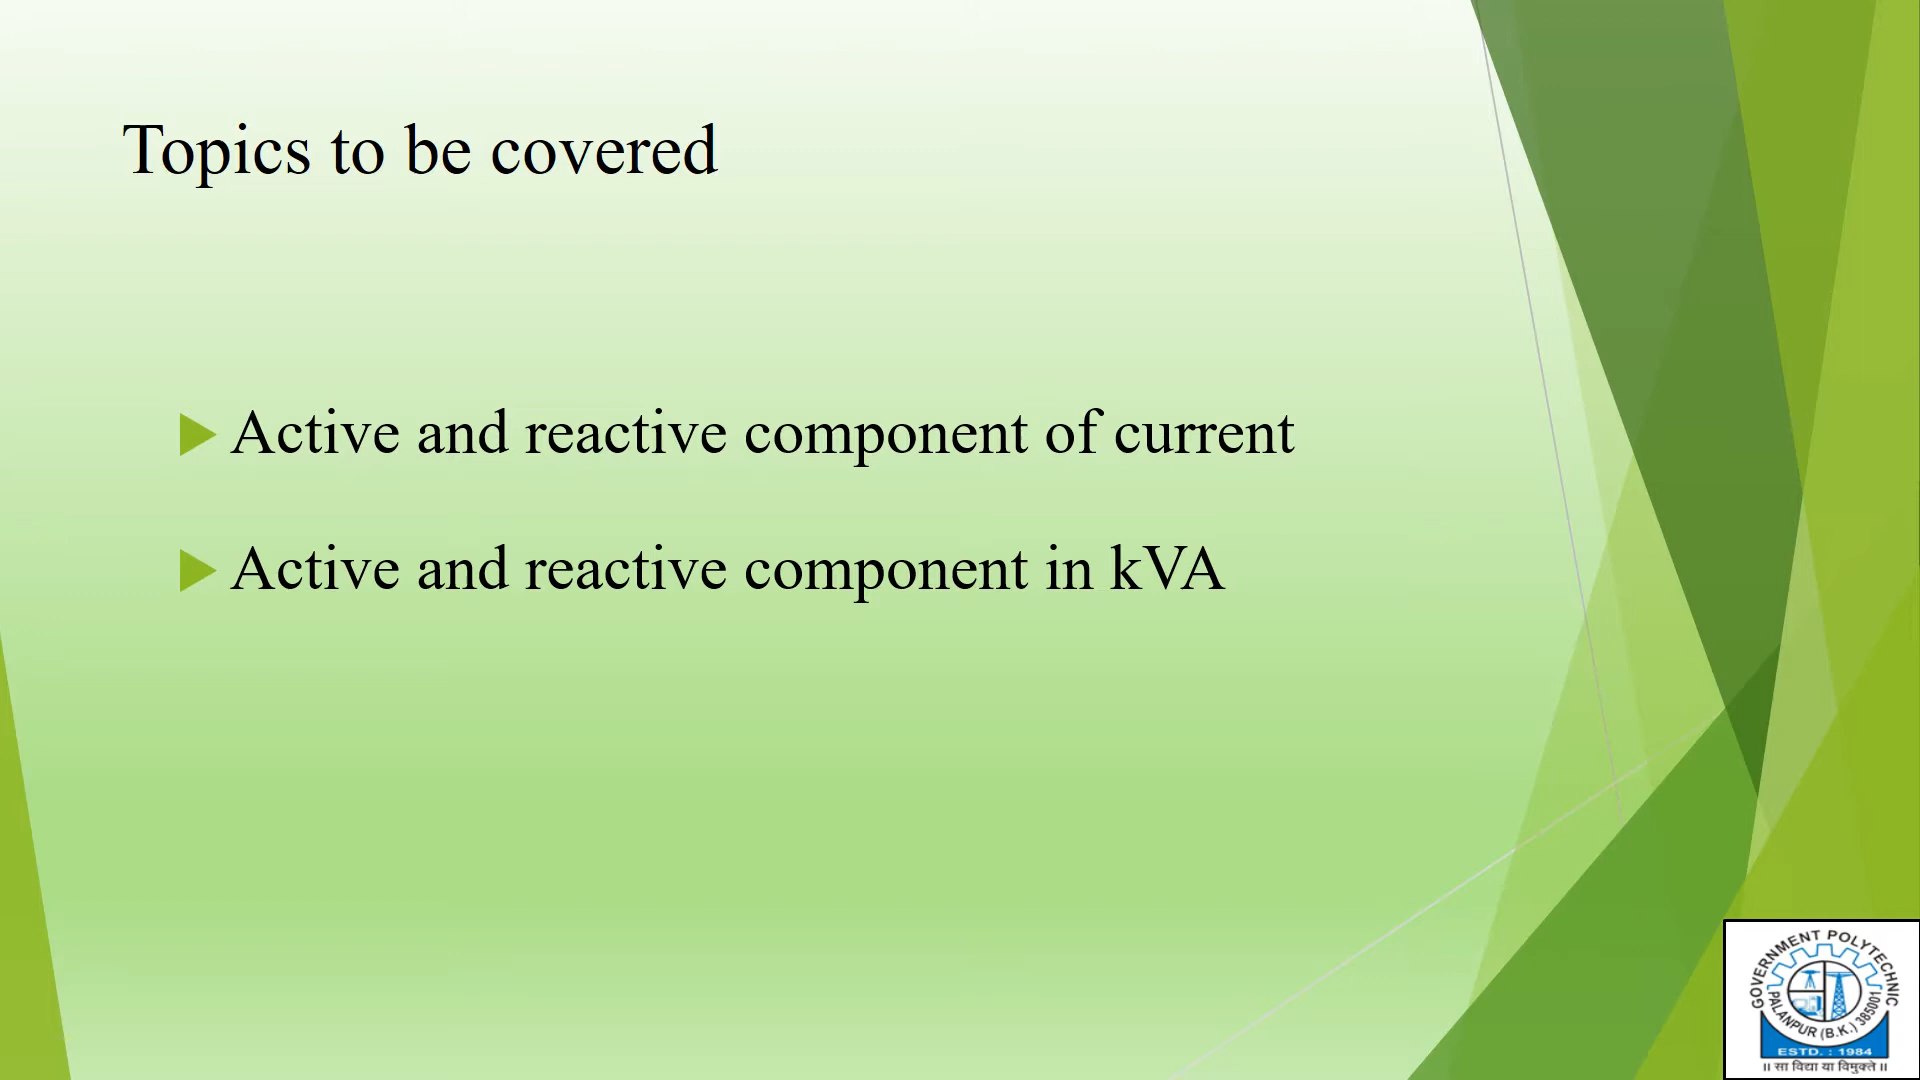 Topics to be covered
Active and reactive component of current
Active and reactive component in kVA
GOVERNMENT POLYTECHNIC
PALANPUR (B.K.) 385001
ESTD. : 1984
॥ सा विद्या या विमुक्ते ॥